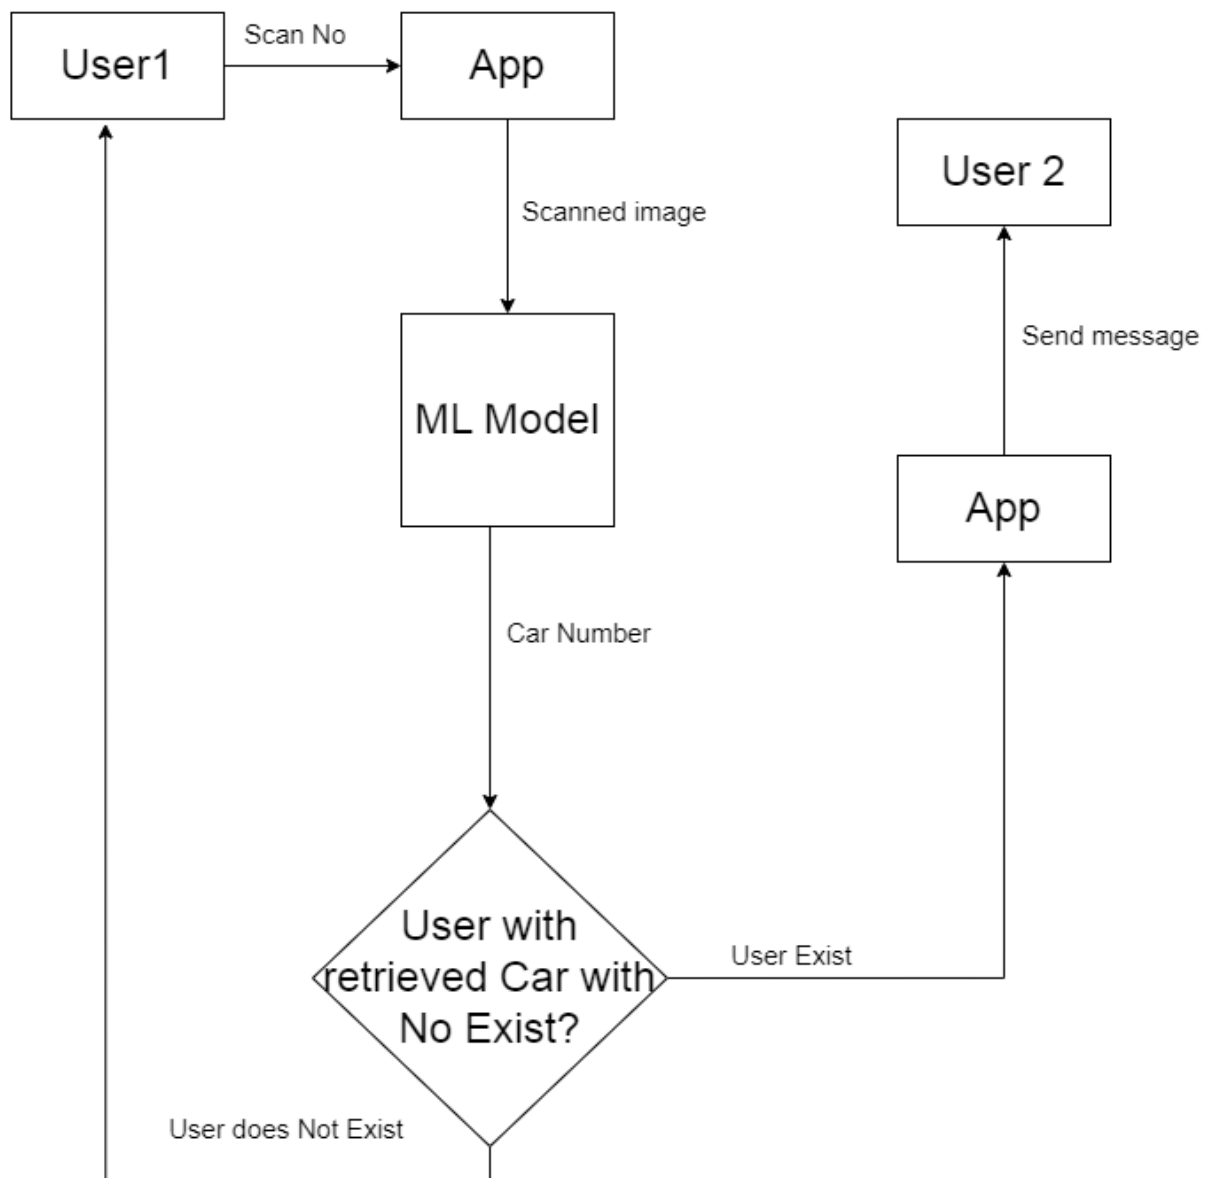 User1
Scan No
App
Scanned image
User 2
Send message
ML Model
App
Car Number
User with
retrieved Car with
No Exist?
User Exist
User does Not Exist